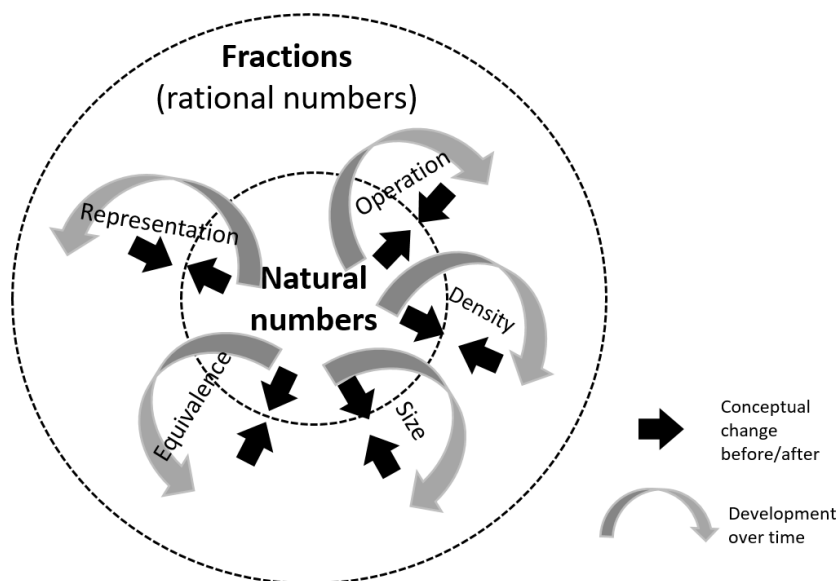 Fractions
(rational numbers)
Operation
Representation
Natural
numbers
Density
Equivalence
Size
Conceptual
change
before/after
Development
over time